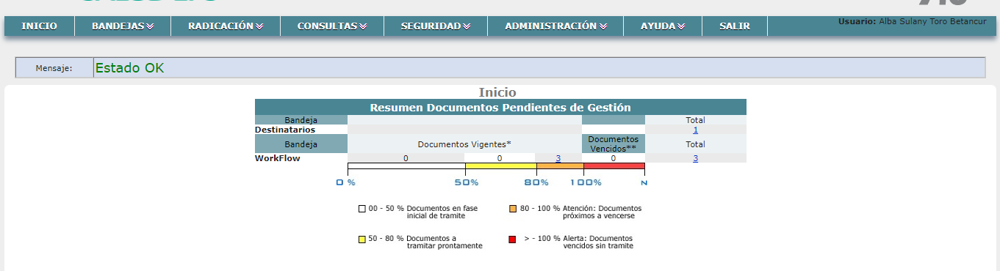 INICIO BANDEJAS RADICACIÓN CONSULTAS SEGURIDAD ADMINISTRACIÓN AYUDA SALIR
Usuario: Alba Sulany Toro Betancur
Mensaje: Estado OK
Inicio
Resumen Documentos Pendientes de Gestión
Bandeja Total
Destinatarios 1
Bandeja Documentos Vigentes* Documentos Vencidos** Total
WorkFlow 0 0 3 0 3
0 % 50% 80% 100% N
00 - 50 % Documentos en fase
inicial de tramite
80 - 100 % Atención: Documentos
próximos a vencerse
50 - 80 % Documentos a
tramitar prontamente
> - 100 % Alerta: Documentos
vencidos sin tramite